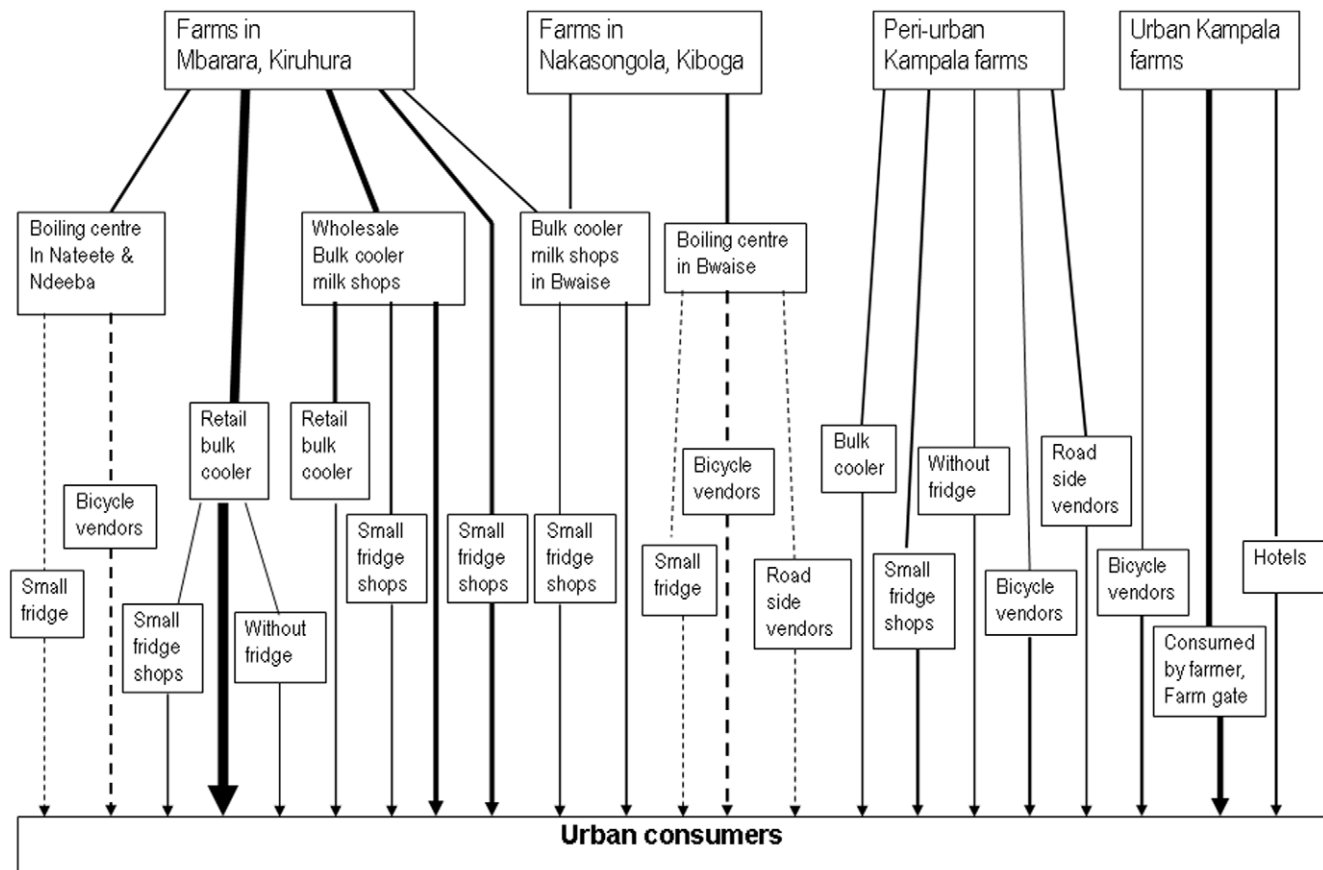 Farms in
Mbarara, Kiruhura
Farms in
Nakasongola, Kiboga
Peri-urban
Kampala farms
Urban Kampala
farms
Boiling centre
In Nateete &
Ndeeba
Wholesale
Bulk cooler
milk shops
Bulk cooler
milk shops
in Bwaise
Boiling centre
in Bwaise
Retail
bulk
cooler
Retail
bulk
cooler
Bulk
cooler
Without
fridge
Road
side
vendors
Bicycle
vendors
Bicycle
vendors
Small
fridge
shops
Small
fridge
shops
Small
fridge
shops
Small
fridge
Road
side
vendors
Small
fridge
shops
Bicycle
vendors
Bicycle
vendors
Hotels
Small
fridge
Small
fridge
shops
Without
fridge
Consumed
by farmer,
Farm gate
Urban consumers